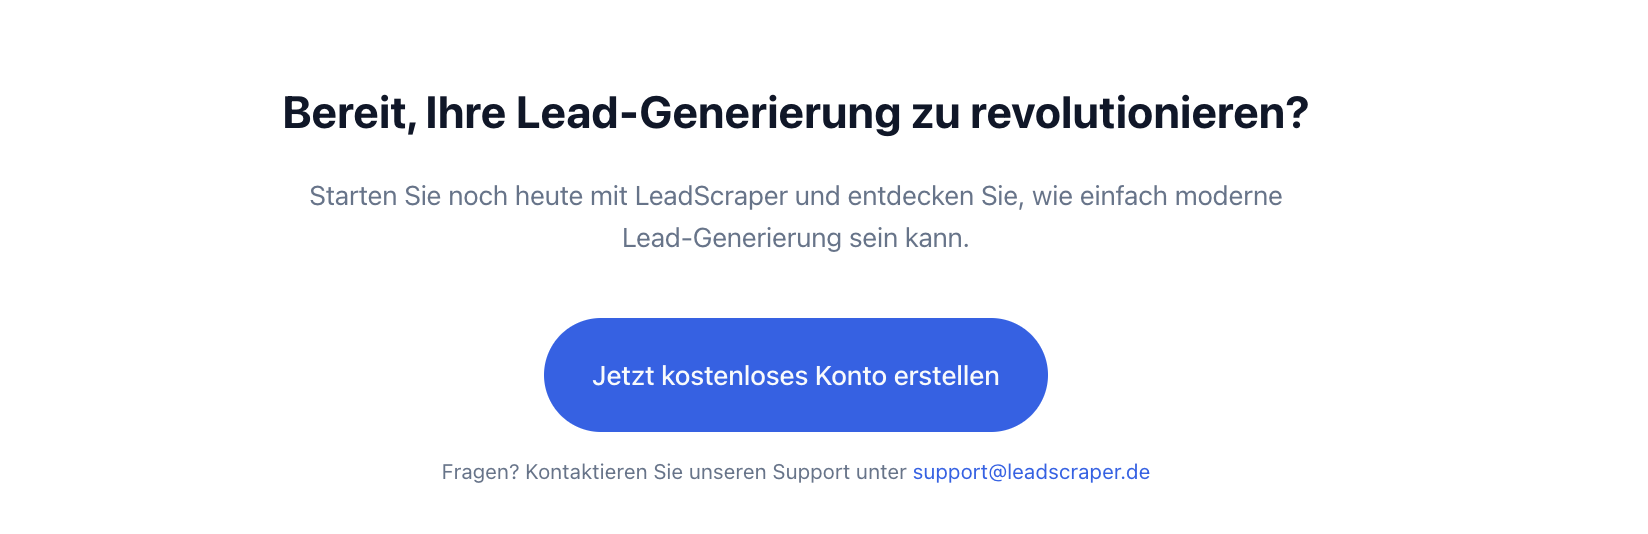 Bereit, Ihre Lead-Generierung zu revolutionieren?
Starten Sie noch heute mit LeadScraper und entdecken Sie, wie einfach moderne
Lead-Generierung sein kann.
Jetzt kostenloses Konto erstellen
Fragen? Kontaktieren Sie unseren Support unter support@leadscraper.de